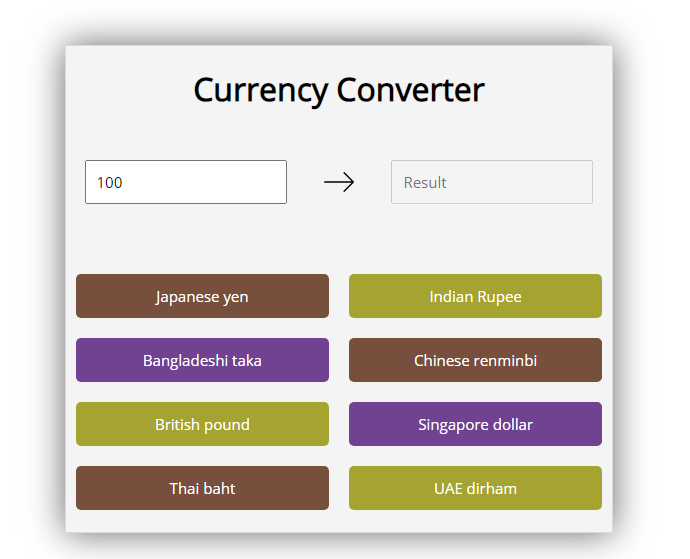 Currency Converter
100
Result
Japanese yen
Indian Rupee
Bangladeshi taka
Chinese renminbi
British pound
Singapore dollar
Thai baht
UAE dirham